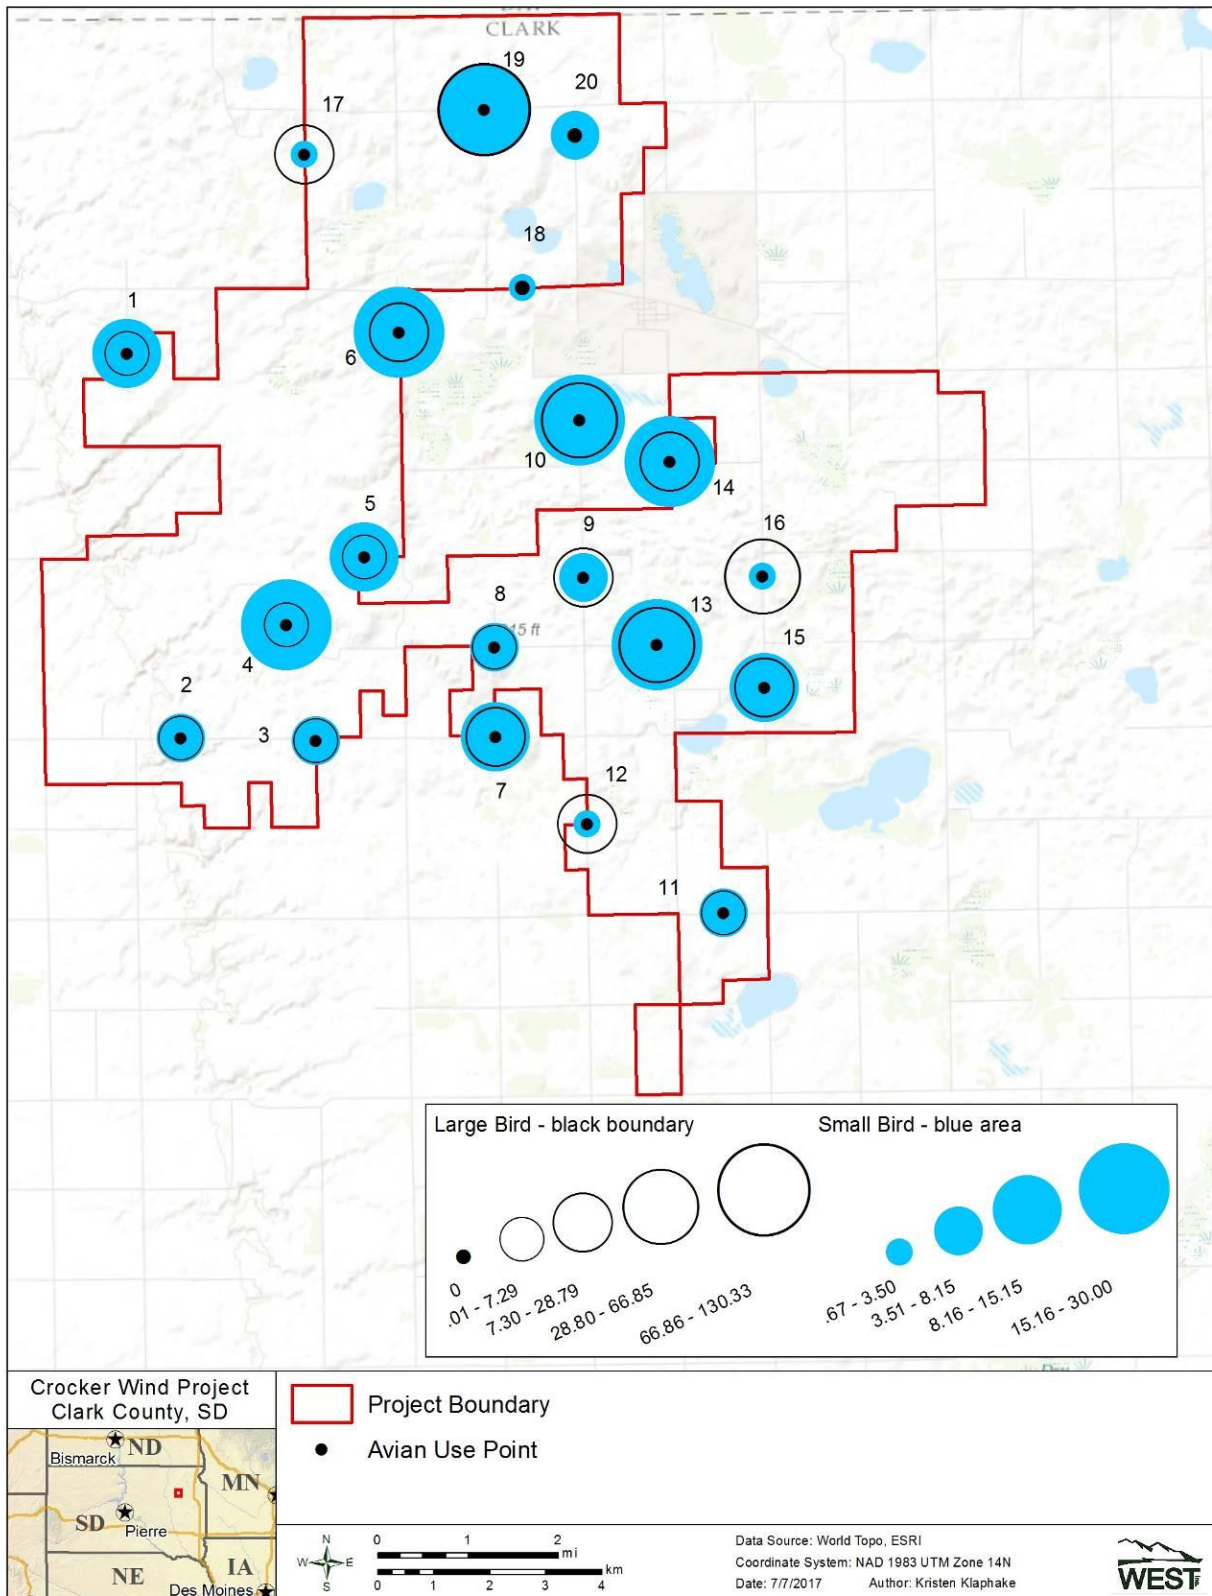 CLARK
19
20
17
18
1
6
10
14
5
9
16
8
13
15
4
2
3
7
12
11
Large Bird - black boundary
Small Bird - blue area
0
.01 - 7.29
7.30 - 28.79
28.80 - 66.85
66.86 - 130.33
.67 - 3.50
3.51 - 8.15
8.16 - 15.15
15.16 - 30.00
Crocker Wind Project
Clark County, SD
ND
Bismarck
MN
SD
Pierre
NE
IA
Des Moines
Project Boundary
Avian Use Point
N
W E
S
0 1 2
mi
km
0 1 2 3 4
Data Source: World Topo, ESRI
Coordinate System: NAD 1983 UTM Zone 14N
Date: 7/7/2017 Author: Kristen Klaphake
WEST